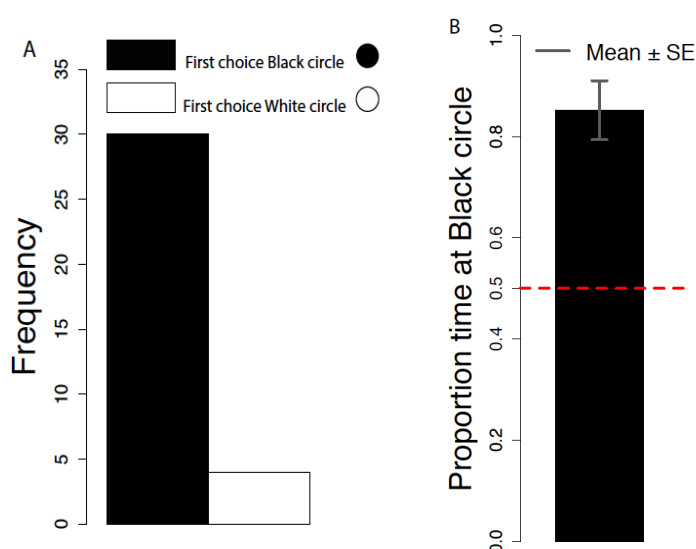 A
First choice Black circle
First choice White circle
Frequency
35
30
25
20
15
10
5
0
B
Mean ± SE
Proportion time at Black circle
1.0
0.8
0.6
0.5
0.4
0.2
0.0